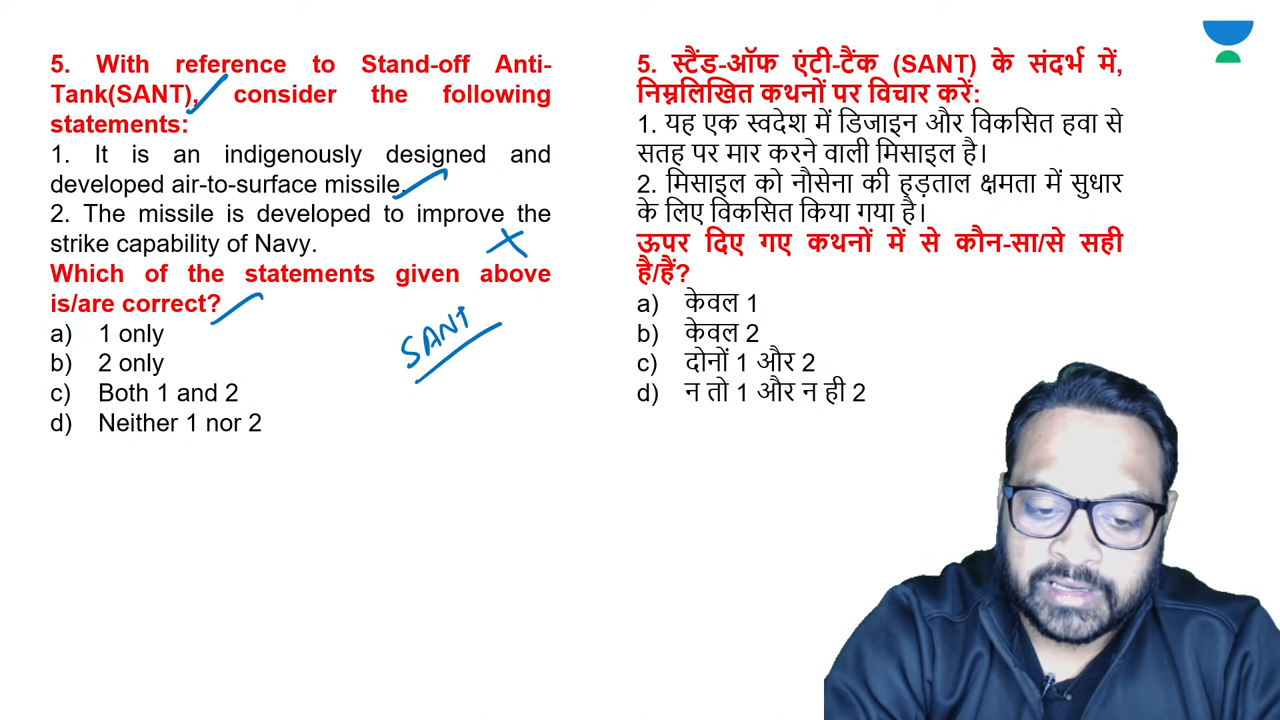 5. With reference to Stand-off Anti-
Tank(SANT), consider the following
statements:
1. It is an indigenously designed and
developed air-to-surface missile.
2. The missile is developed to improve the
strike capability of Navy.
Which of the statements given above
is/are correct?
a) 1 only
b) 2 only
c) Both 1 and 2
d) Neither 1 nor 2
SANT
5. स्टैंड-ऑफ एंटी-टैंक (SANT) के संदर्भ में,
निम्नलिखित कथनों पर विचार करें:
1. यह एक स्वदेश में डिजाइन और विकसित हवा से
सतह पर मार करने वाली मिसाइल है।
2. मिसाइल को नौसेना की हड़ताल क्षमता में सुधार
के लिए विकसित किया गया है।
ऊपर दिए गए कथनों में से कौन-सा/से सही
है/हैं?
a) केवल 1
b) केवल 2
c) दोनों 1 और 2
d) न तो 1 और न ही 2